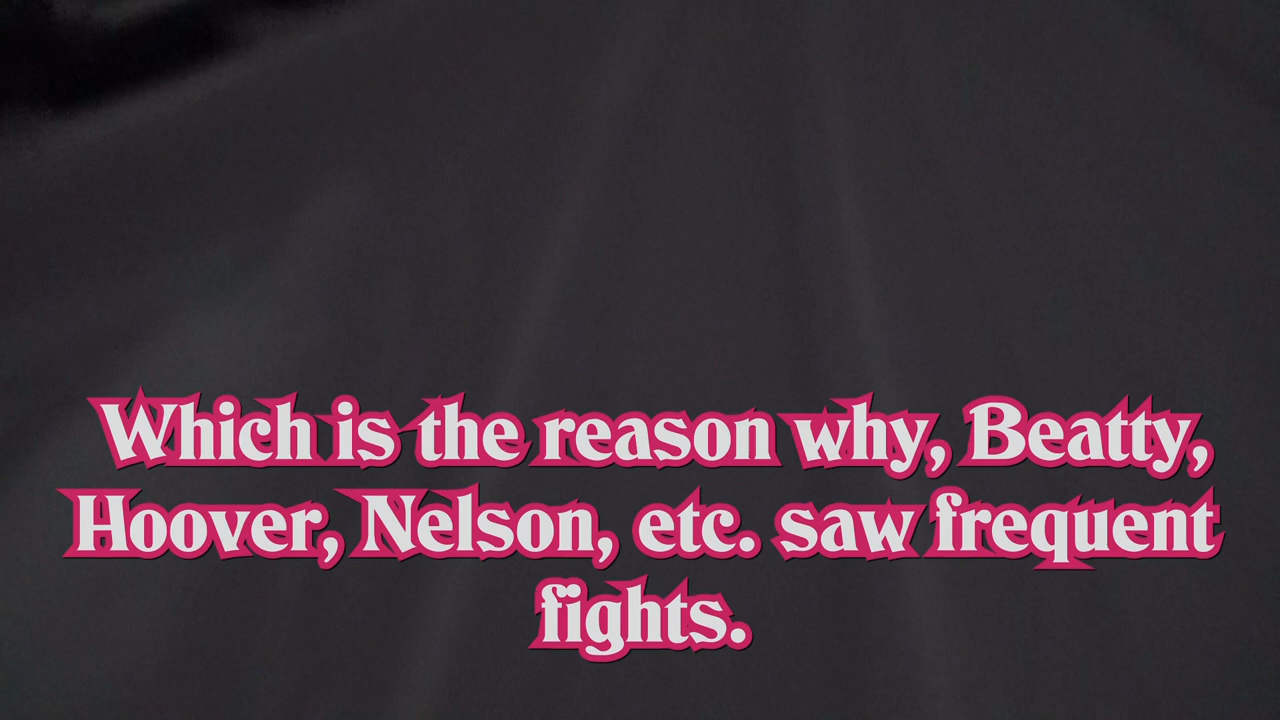 Which is the reason why, Beatty,
Hoover, Nelson, etc. saw frequent
fights.